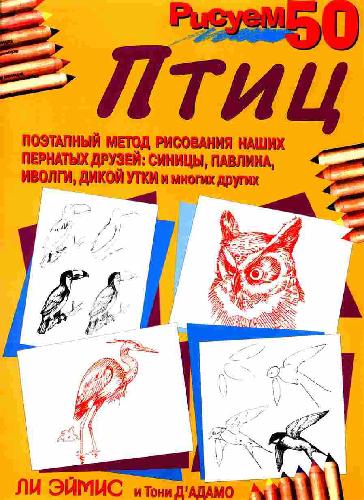 Рисуем 50
Птиц
ПОЭТАПНЫЙ МЕТОД РИСОВАНИЯ НАШИХ
ПЕРНАТЫХ ДРУЗЕЙ: СИНИЦЫ, ПАВЛИНА,
ИВОЛГИ, ДИКОЙ УТКИ и многих других
ЛИ ЭЙМИС и Тони Д'АДАМО